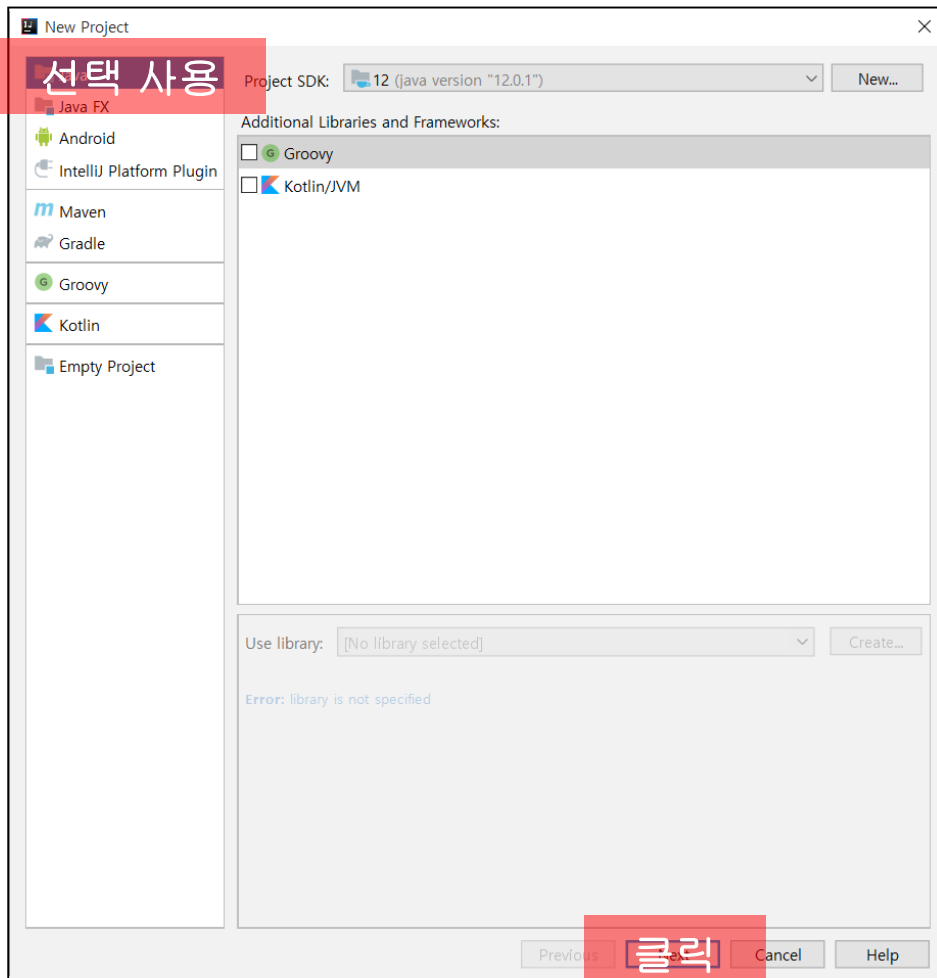 New Project
선택 사용
Java
Project SDK: 12 (java version "12.0.1") New...
Java FX
Additional Libraries and Frameworks:
Android
Groovy
IntelliJ Platform Plugin
Kotlin/JVM
Maven
Gradle
Groovy
Kotlin
Empty Project
Use library: [No library selected] Create...
Error: library is not specified
클릭
Previous Next Cancel Help